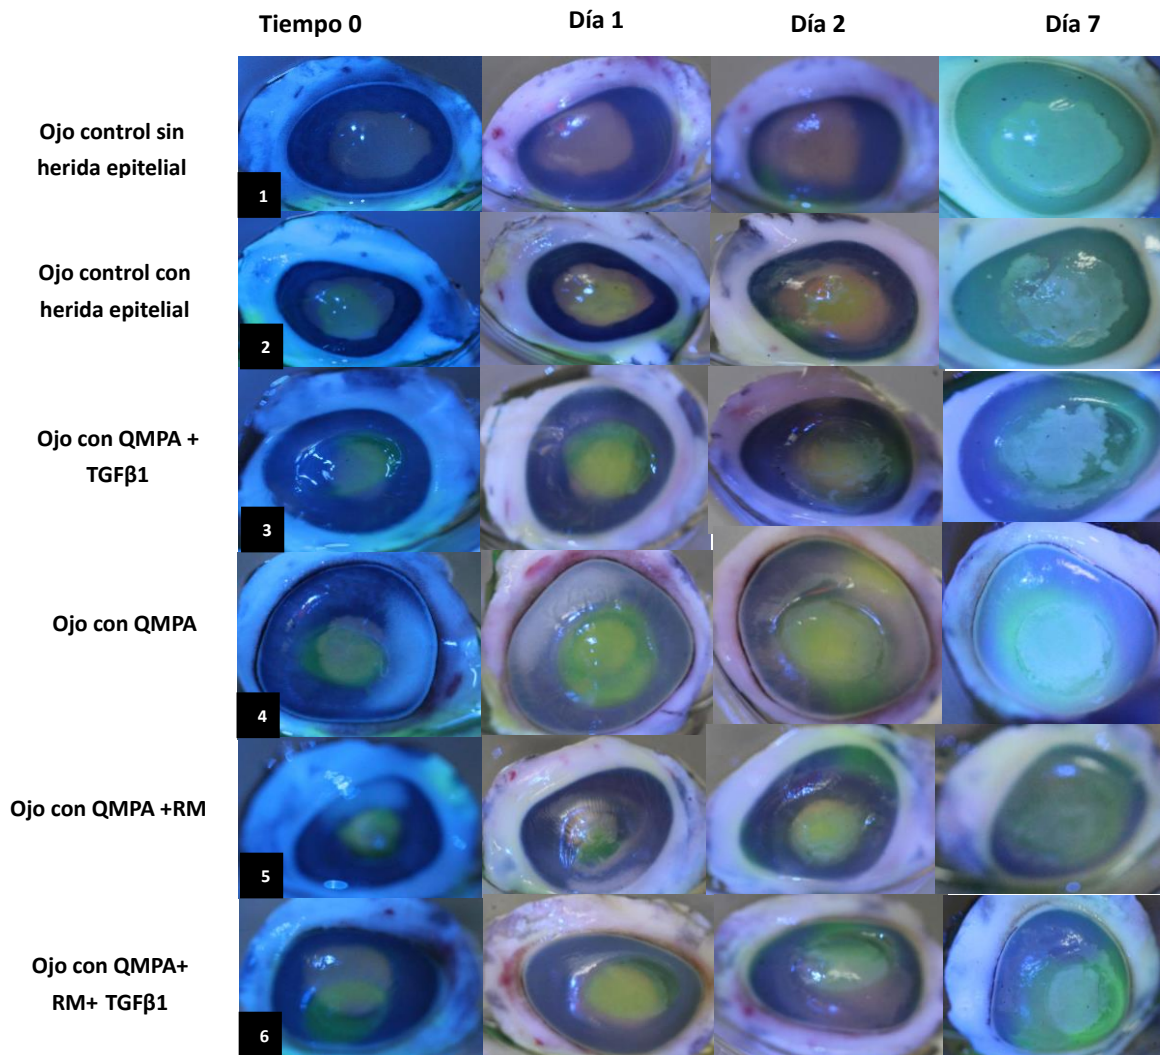 Tiempo 0
Día 1
Día 2
Día 7
Ojo control sin
herida epitelial
1
Ojo control con
herida epitelial
2
Ojo con QMPA +
TGFβ1
3
Ojo con QMPA
4
Ojo con QMPA +RM
5
Ojo con QMPA+
RM+ TGFβ1
6